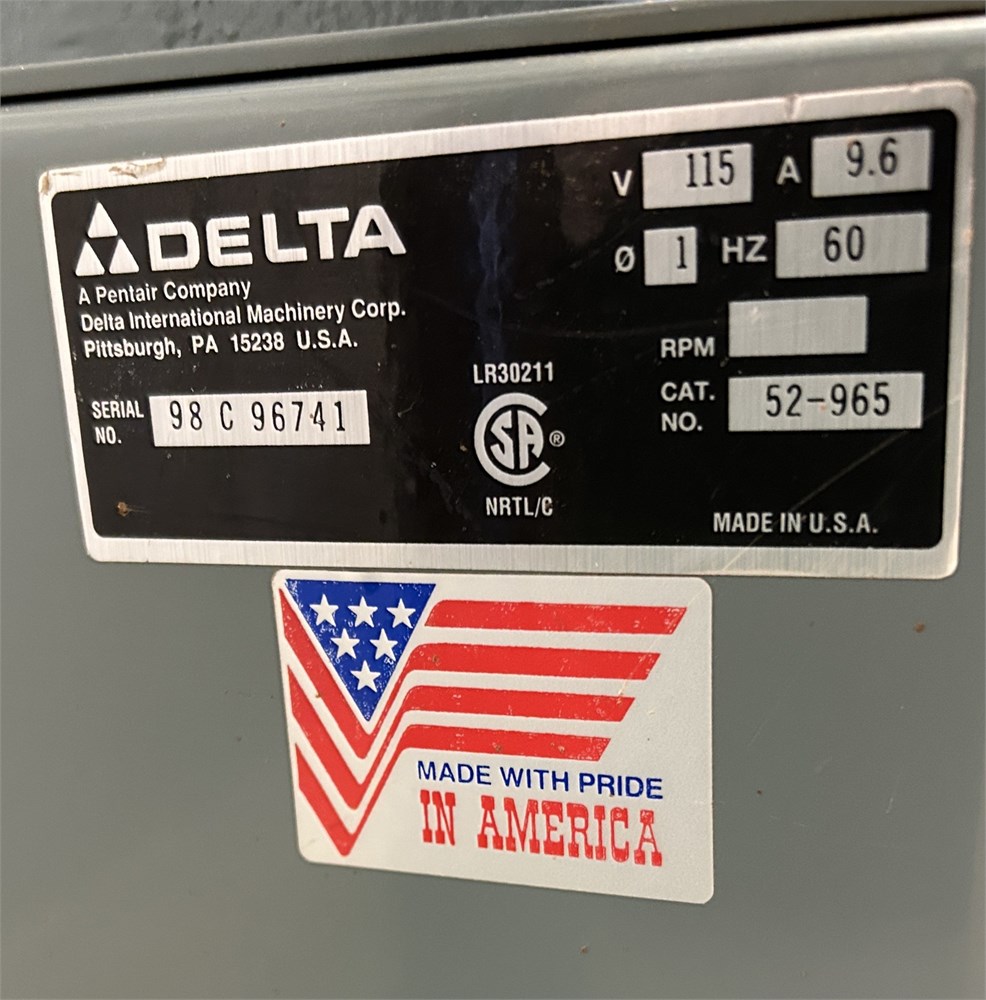 DELTA
A Pentair Company
Delta International Machinery Corp.
Pittsburgh, PA 15238 U.S.A.
SERIAL NO. 98 C 96741
LR30211
SA ®
NRTL/C
V 115 A 9.6
Ø 1 HZ 60
RPM
CAT. NO. 52-965
MADE IN U.S.A.
MADE WITH PRIDE
IN AMERICA